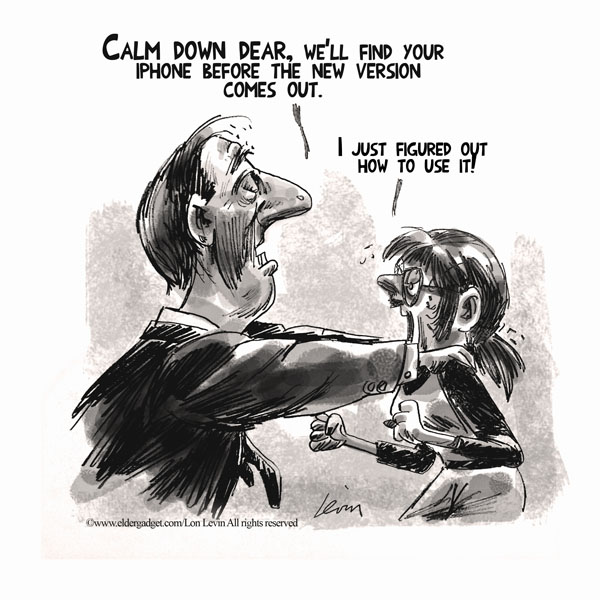 CALM DOWN DEAR, WE'LL FIND YOUR
IPHONE BEFORE THE NEW VERSION
COMES OUT.
I JUST FIGURED OUT
HOW TO USE IT!
Levin
©www.eldergadget.com/Lon Levin All rights reserved